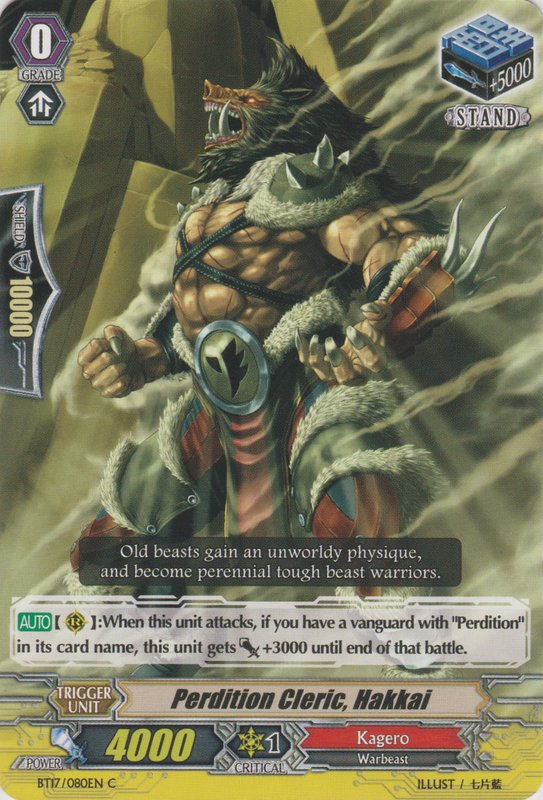 0
GRADE
+5000
STAND
SHIELD
10000
Old beasts gain an unworldy physique,
and become perennial tough beast warriors.
AUTO【 R 】:When this unit attacks, if you have a vanguard with "Perdition"
in its card name, this unit gets +3000 until end of that battle.
TRIGGER
UNIT
Perdition Cleric, Hakkai
POWER
4000
1
CRITICAL
Kagero
Warbeast
BT17/080EN C
ILLUST / 七片藍